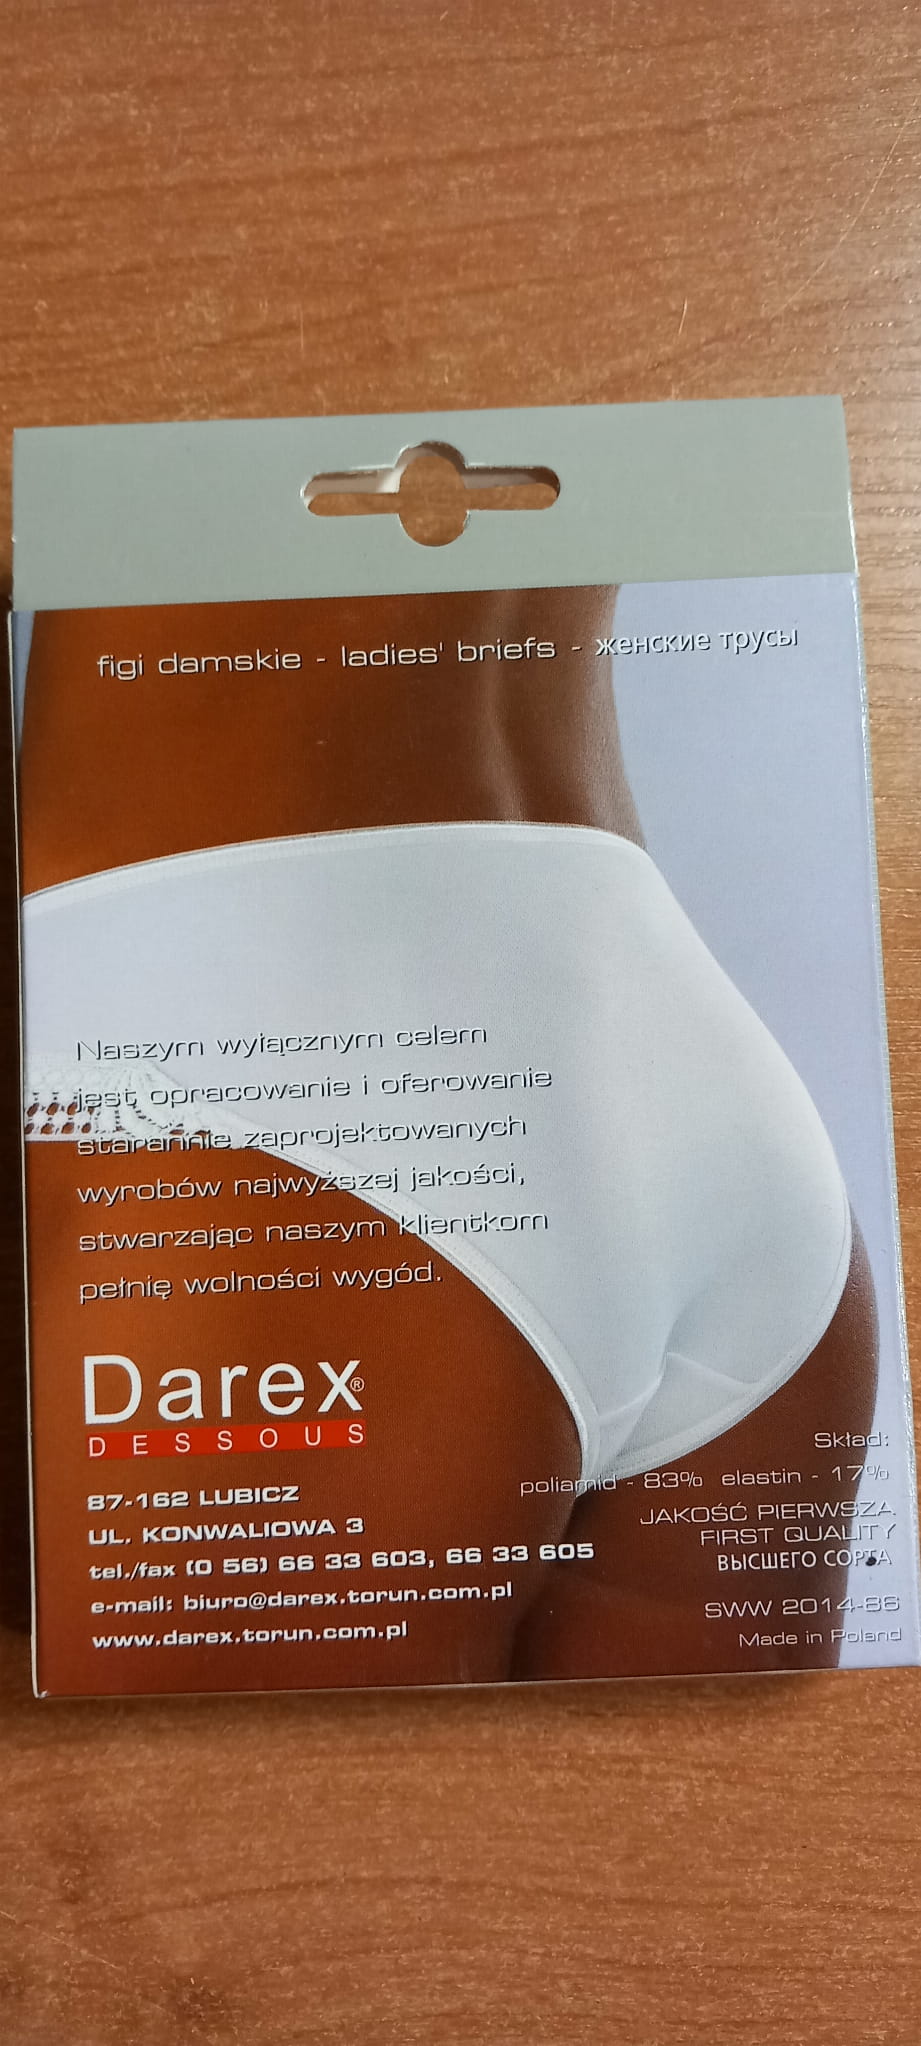 figi damskie - ladies' briefs - женские трусы
Naszym wyłącznym celem
jest opracowanie i oferowanie
starannie zaprojektowanych
wyrobów najwyższej jakości,
stwarzając naszym klientkom
pełnię wolności wygód.
Darex®
DESSOUS
87-162 LUBICZ
UL. KONWALIOWA 3
tel./fax (0 56) 66 33 603, 66 33 605
e-mail: biuro@darex.torun.com.pl
www.darex.torun.com.pl
Skład:
poliamid - 83% elastin - 17%
JAKOŚĆ PIERWSZA
FIRST QUALITY
ВЫСШЕГО СОРТА
SWW 2014-86
Made in Poland